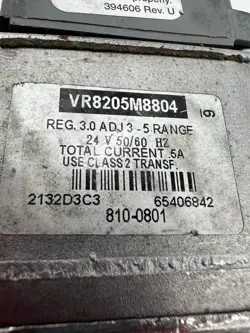 property.
394606 Rev. U
VR8205M8804
REG. 3.0 ADJ 3 - 5 RANGE
24 V 50/60 HZ
TOTAL CURRENT .5A
USE CLASS 2 TRANSF.
2132D3C3 65406842
810-0801